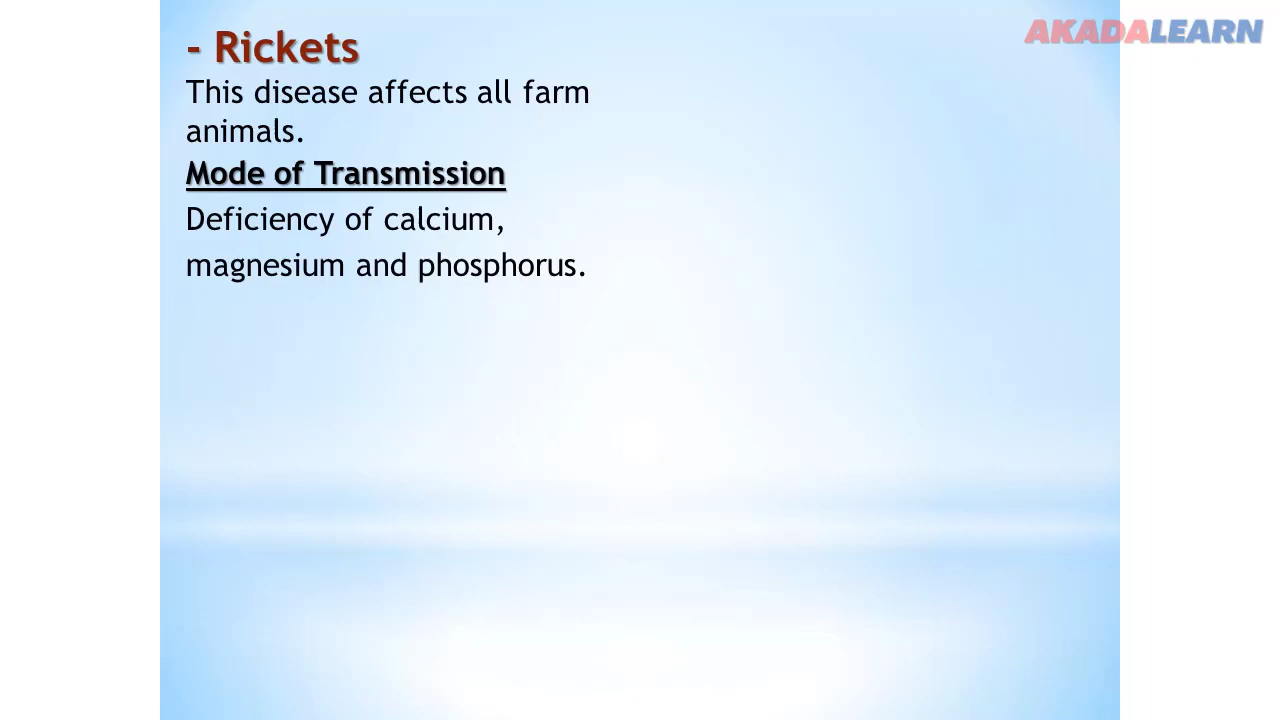 AKADALEARN
- Rickets
This disease affects all farm
animals.
Mode of Transmission
Deficiency of calcium,
magnesium and phosphorus.